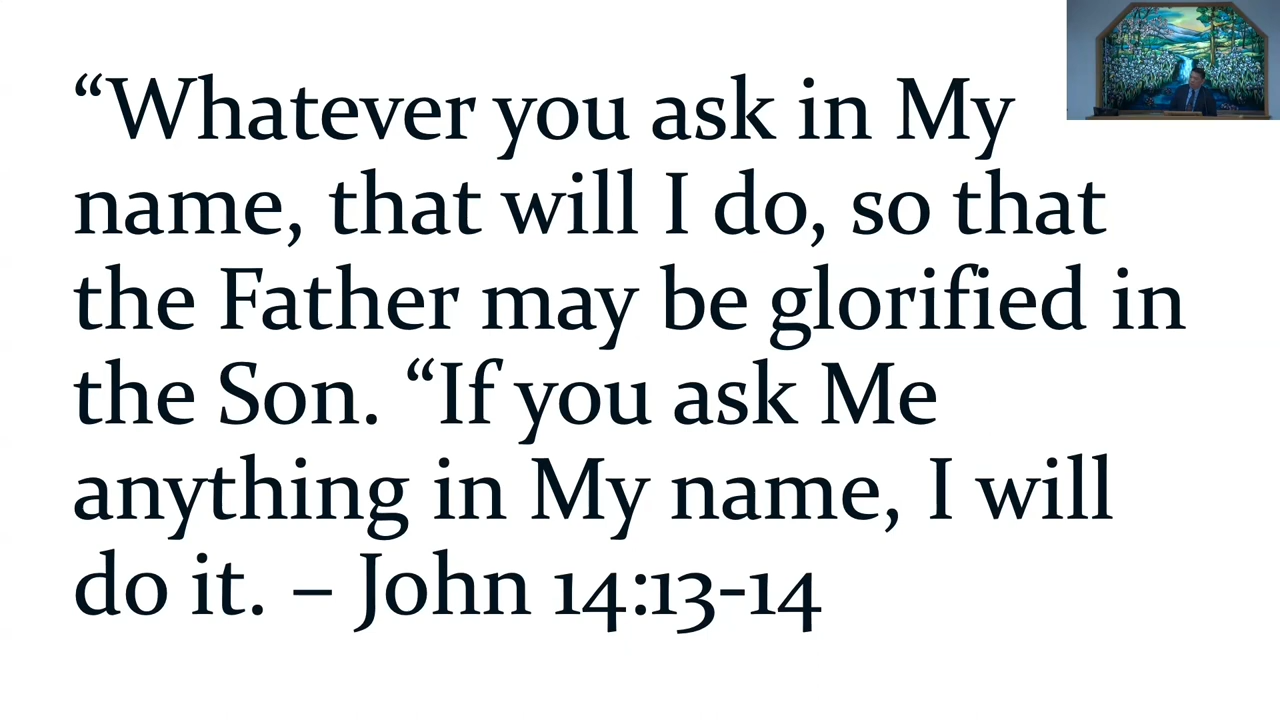 “Whatever you ask in My
name, that will I do, so that
the Father may be glorified in
the Son. “If you ask Me
anything in My name, I will
do it. – John 14:13-14